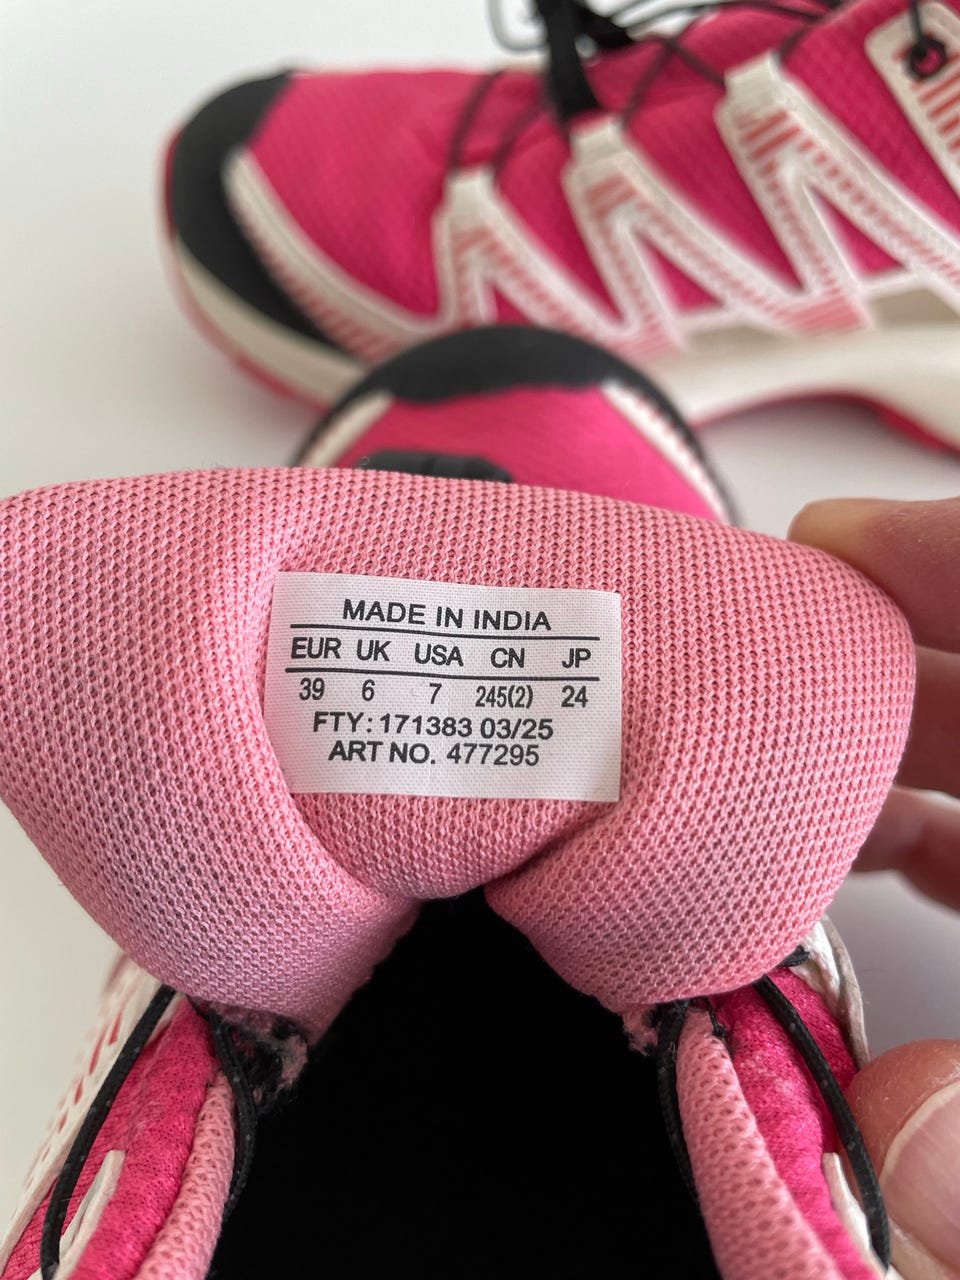 MADE IN INDIA
EUR UK USA CN JP
39 6 7 245(2) 24
FTY: 171383 03/25
ART NO. 477295